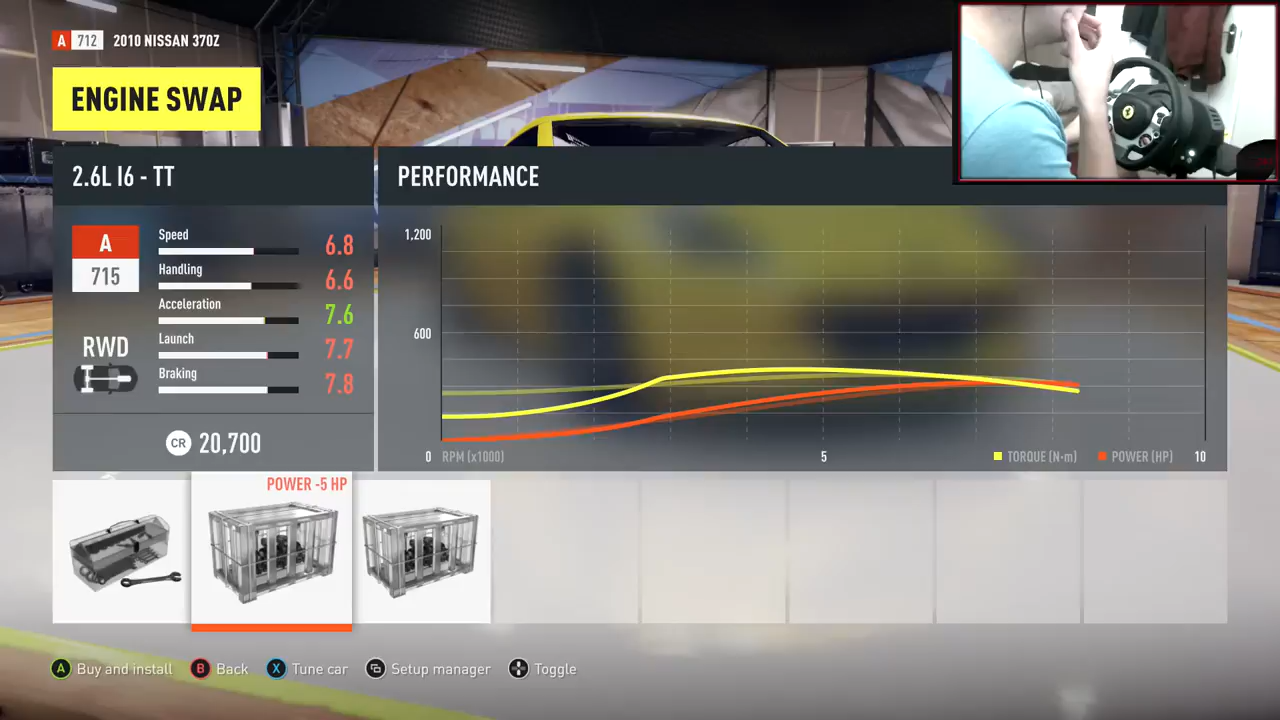 A 712 2010 NISSAN 370Z
ENGINE SWAP
2.6L I6 - TT
A
715
RWD
Speed 6.8
Handling 6.6
Acceleration 7.6
Launch 7.7
Braking 7.8
CR 20,700
PERFORMANCE
1,200
600
0 RPM (x1000) 5 TORQUE (N-m) POWER (HP) 10
POWER -5 HP
A Buy and install B Back X Tune car Setup manager Toggle